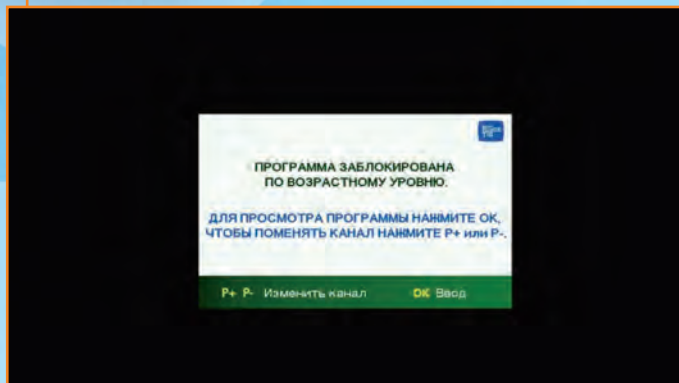 ПРОГРАММА ЗАБЛОКИРОВАНА
ПО ВОЗРАСТНОМУ УРОВНЮ.
ДЛЯ ПРОСМОТРА ПРОГРАММЫ НАЖМИТЕ ОК,
ЧТОБЫ ПОМЕНЯТЬ КАНАЛ НАЖМИТЕ Р+ или Р-.
P+ P- Изменить канал OK Ввод